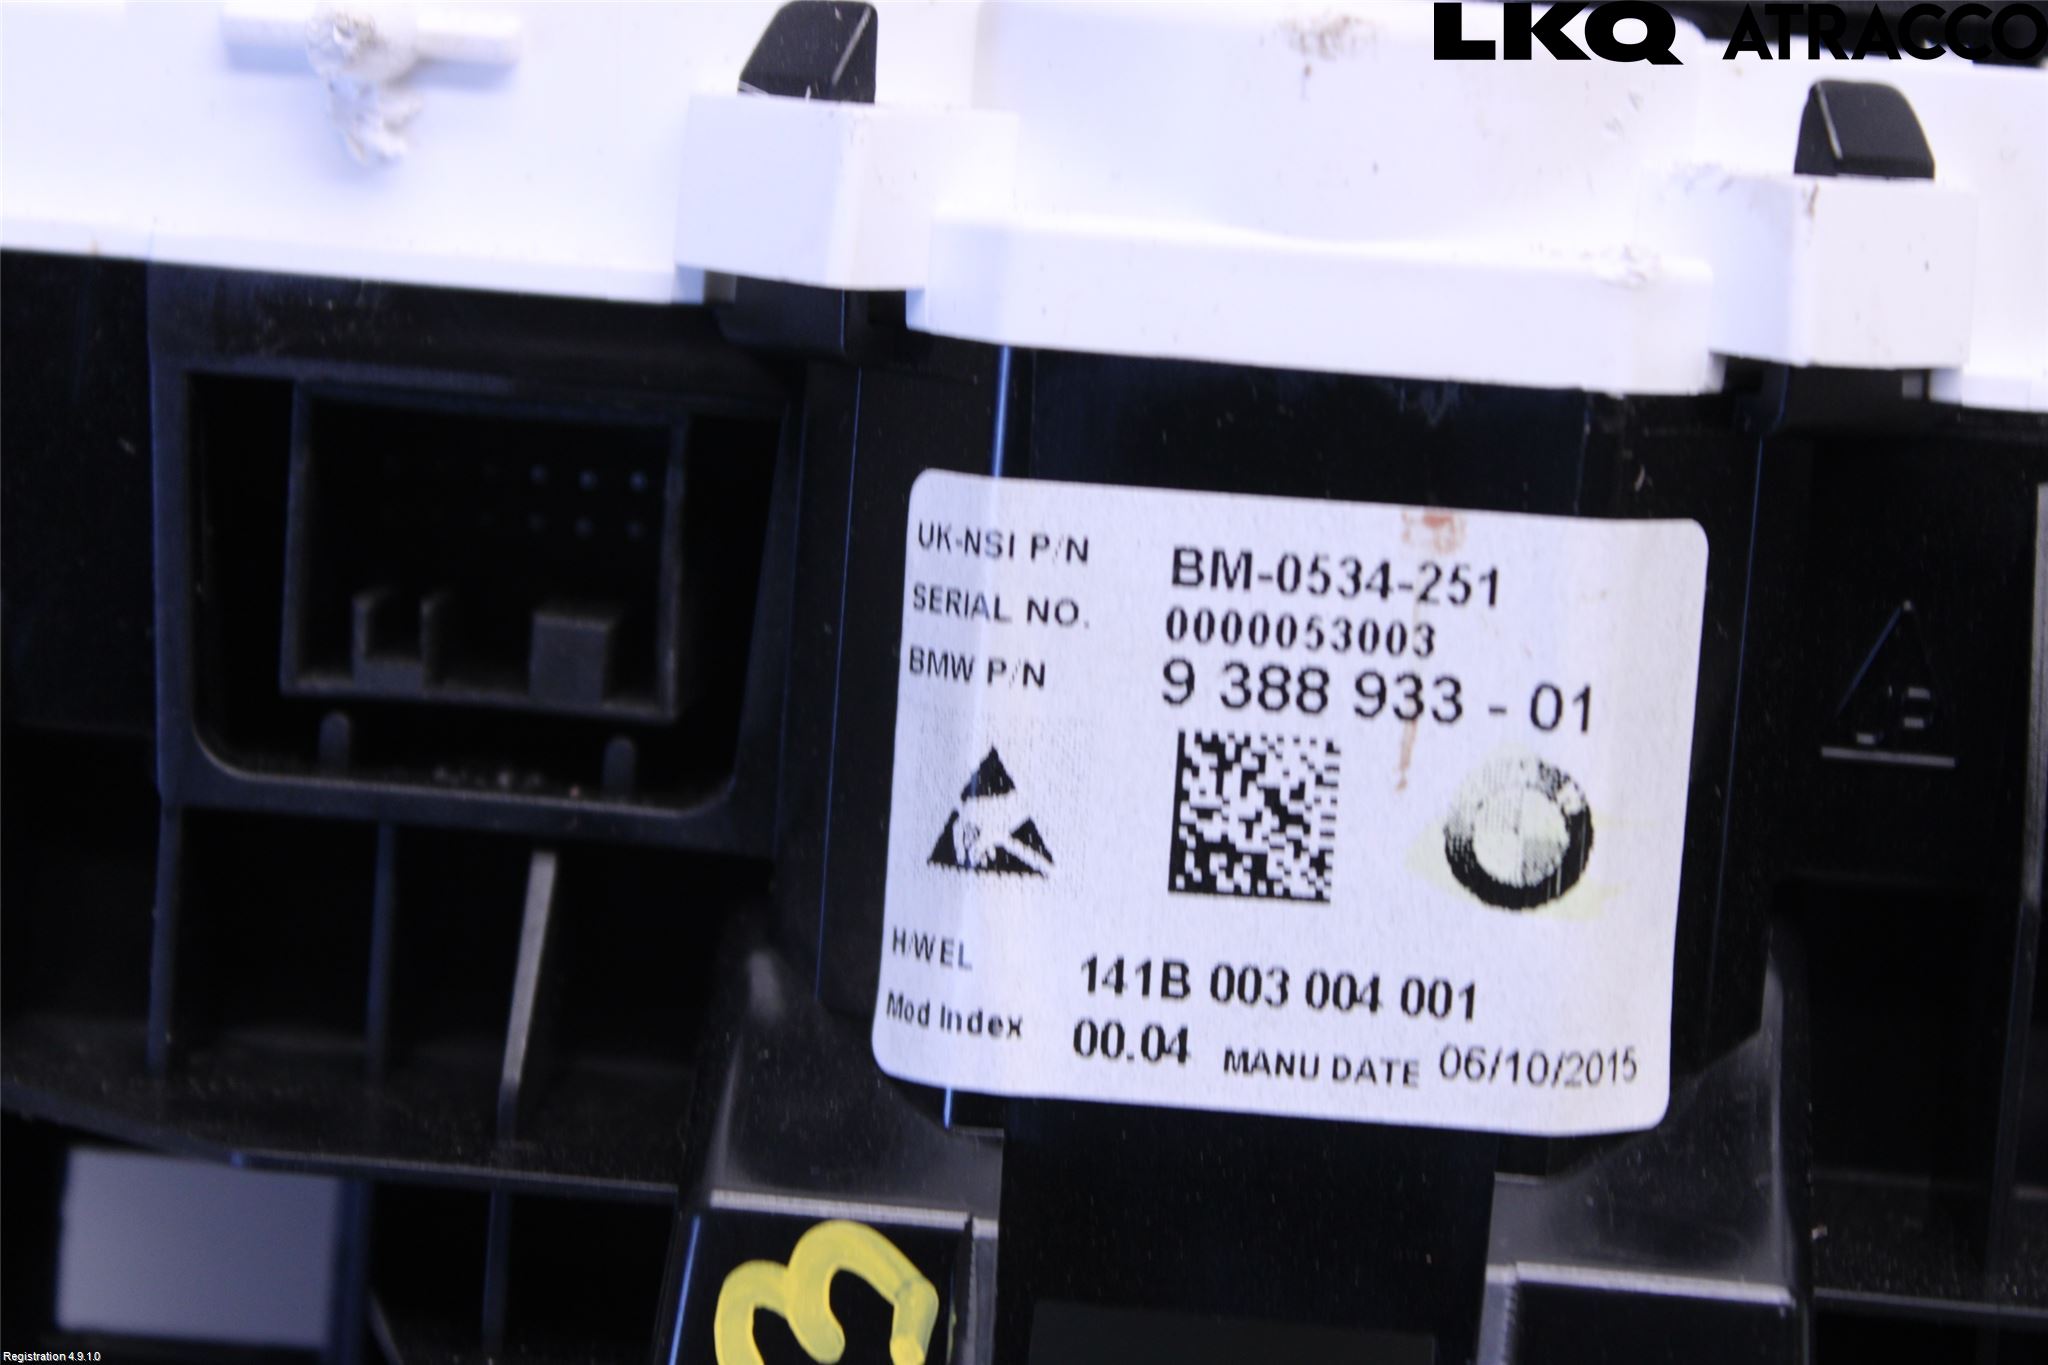 LKQ ATRACCO
UK-NSI P/N BM-0534-251
SERIAL NO. 0000053003
BMW P/N 9 388 933 - 01
H/WEL 141B 003 004 001
Mod Index 00.04 MANU DATE 06/10/2015
3
Registration 4.9.1.0